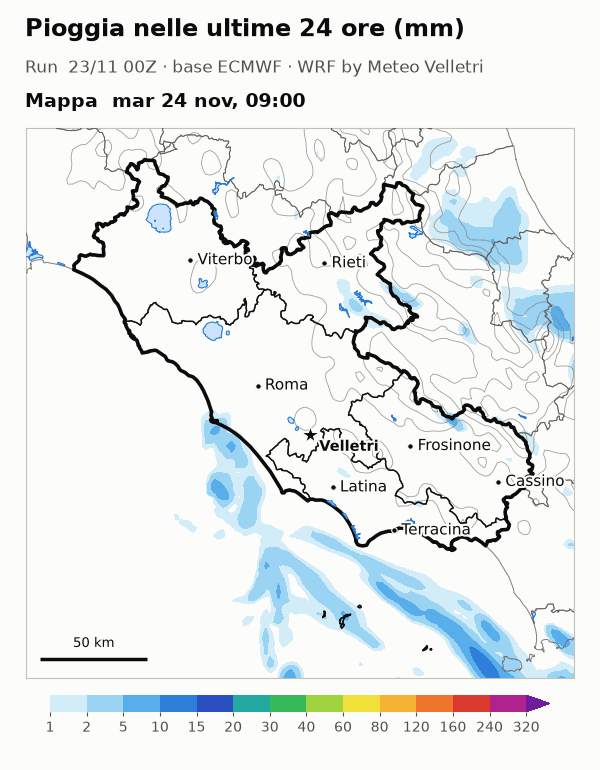 Pioggia nelle ultime 24 ore (mm)
Run 23/11 00Z · base ECMWF · WRF by Meteo Velletri
Mappa mar 24 nov, 09:00
Viterbo
Rieti
Roma
Velletri
Frosinone
Latina
Cassino
Terracina
50 km
1 2 5 10 15 20 30 40 60 80 120 160 240 320